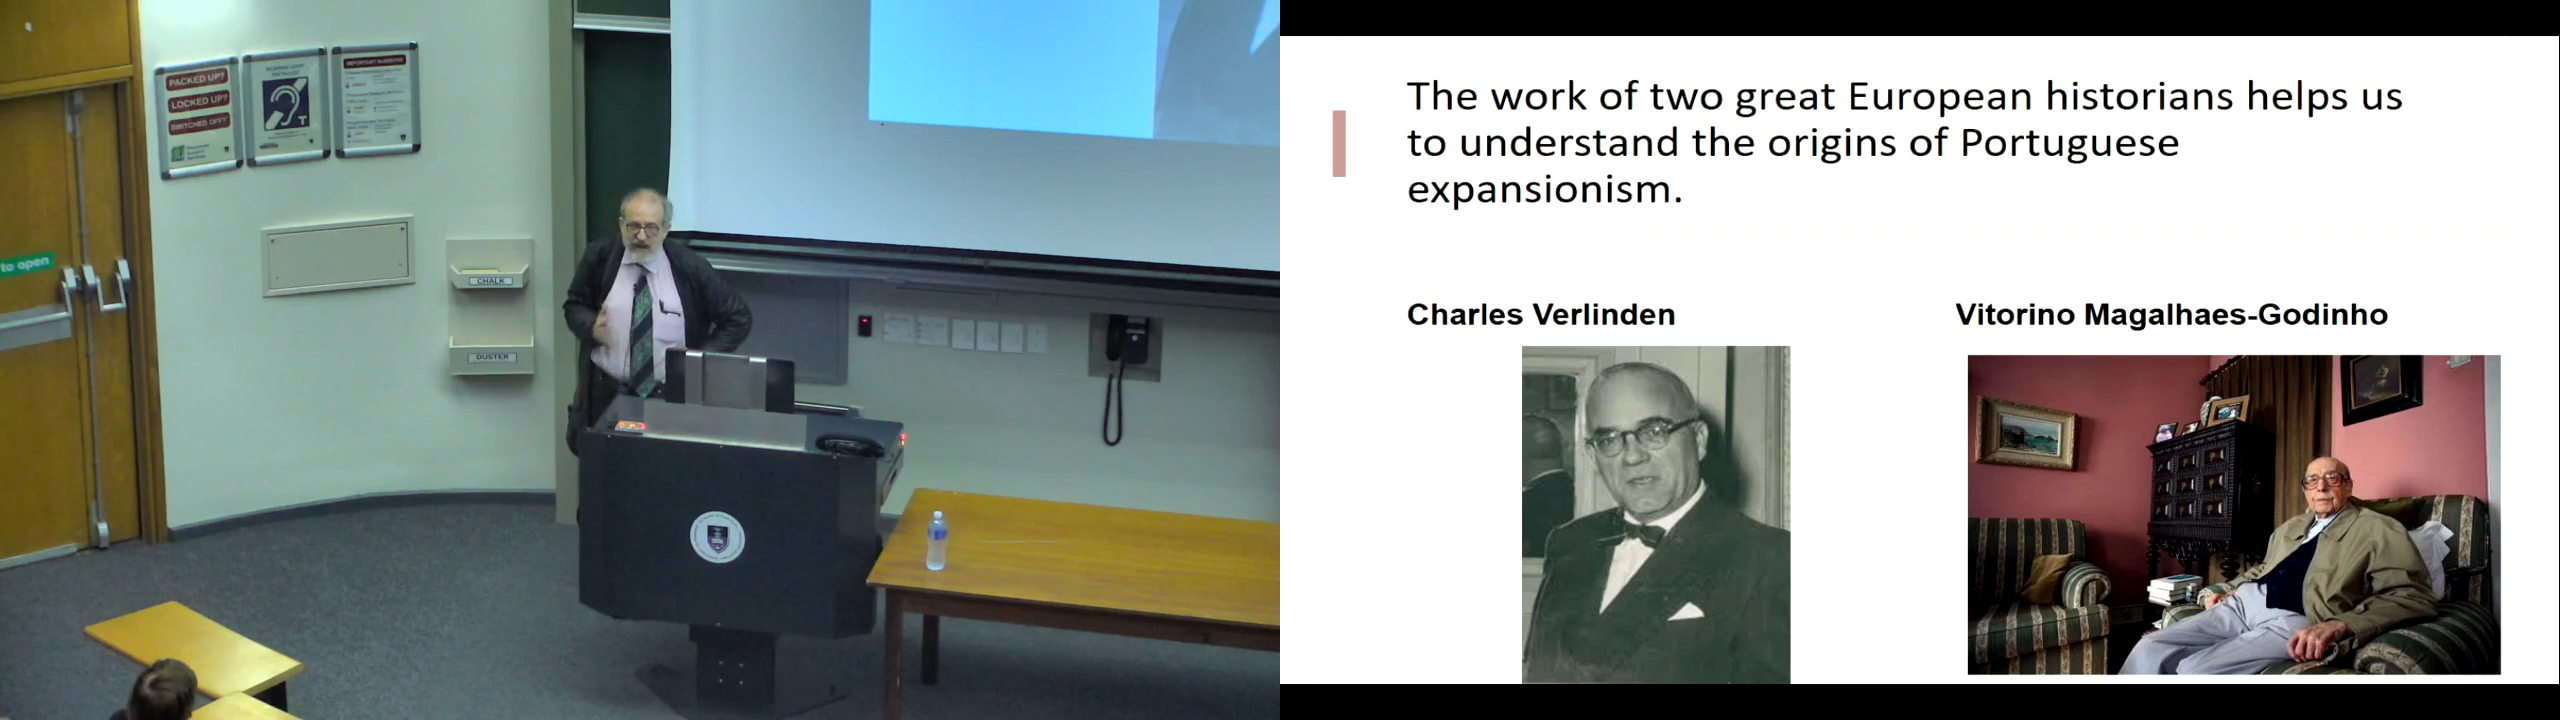 PACKED UP?
LOCKED UP?
SWITCHED OFF?
T
to open
CHALK
DUSTER
The work of two great European historians helps us
to understand the origins of Portuguese
expansionism.
Charles Verlinden
Vitorino Magalhaes-Godinho